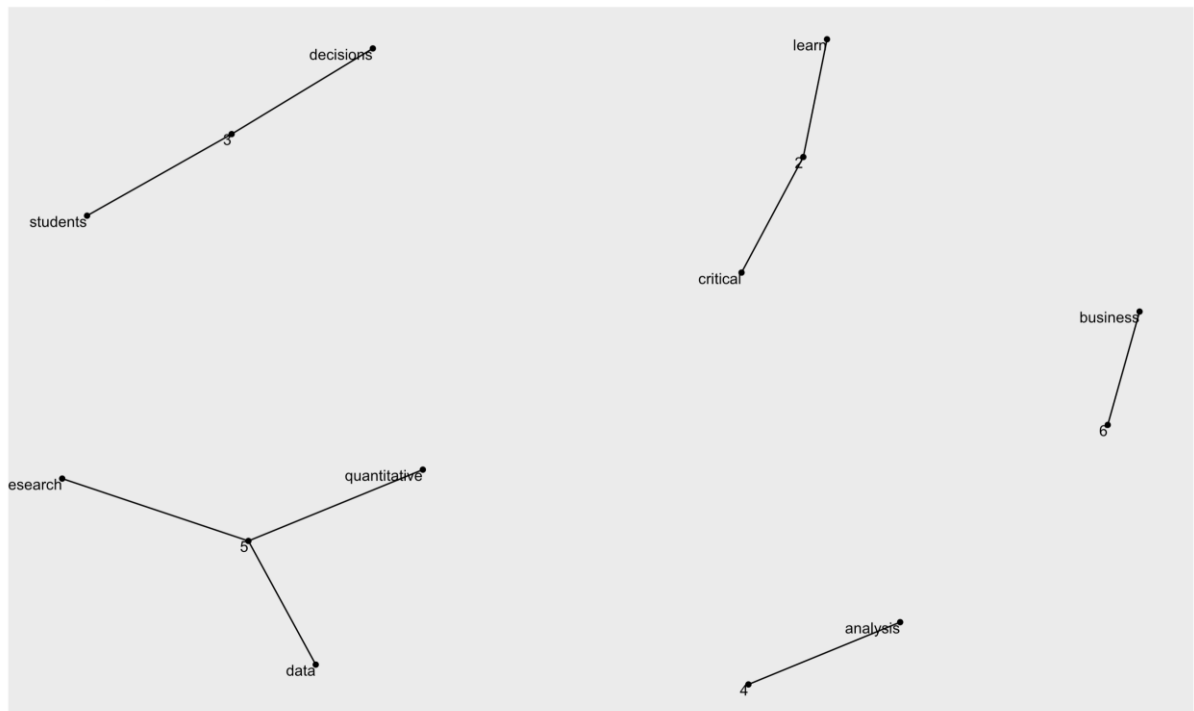 decisions
3
students
learn
2
critical
business
6
esearch
quantitative
5
data
analysis
4